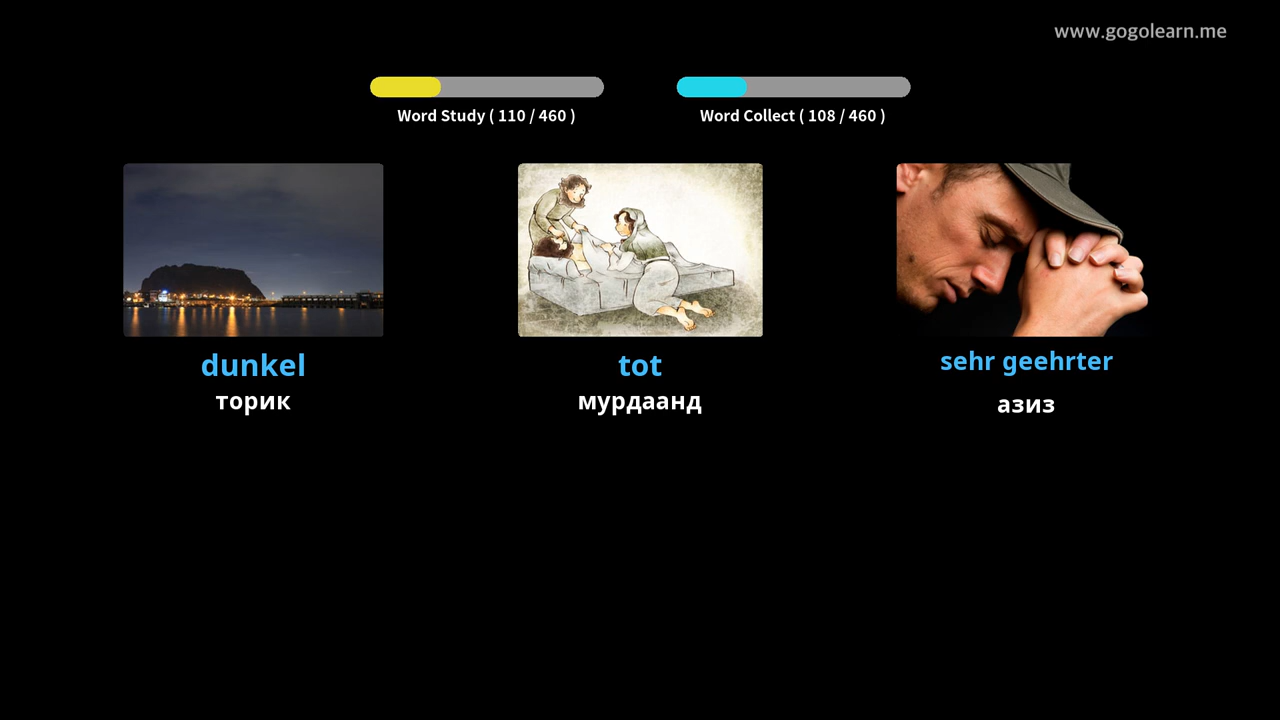 www.gogolearn.me
Word Study ( 110 / 460 )
Word Collect ( 108 / 460 )
dunkel
tot
sehr geehrter
торик
мурдаанд
азиз